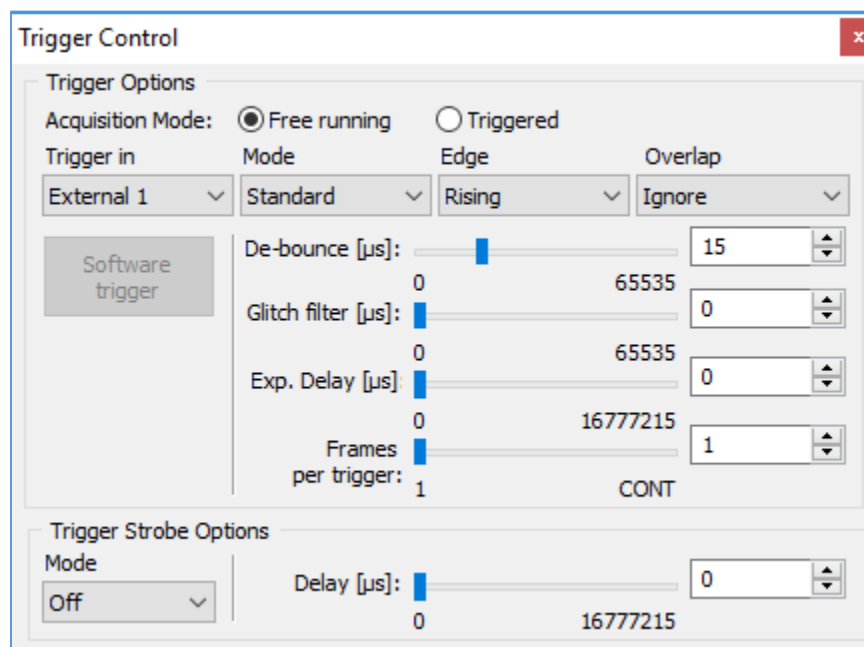 Trigger Control
x
Trigger Options
Acquisition Mode: Free running Triggered
Trigger in Mode Edge Overlap
External 1 Standard Rising Ignore
Software
trigger
De-bounce [µs]: 15
0 65535
Glitch filter [µs]: 0
0 65535
Exp. Delay [µs] 0
0 16777215
Frames
per trigger: 1
1 CONT
Trigger Strobe Options
Mode
Off
Delay [µs]: 0
0 16777215